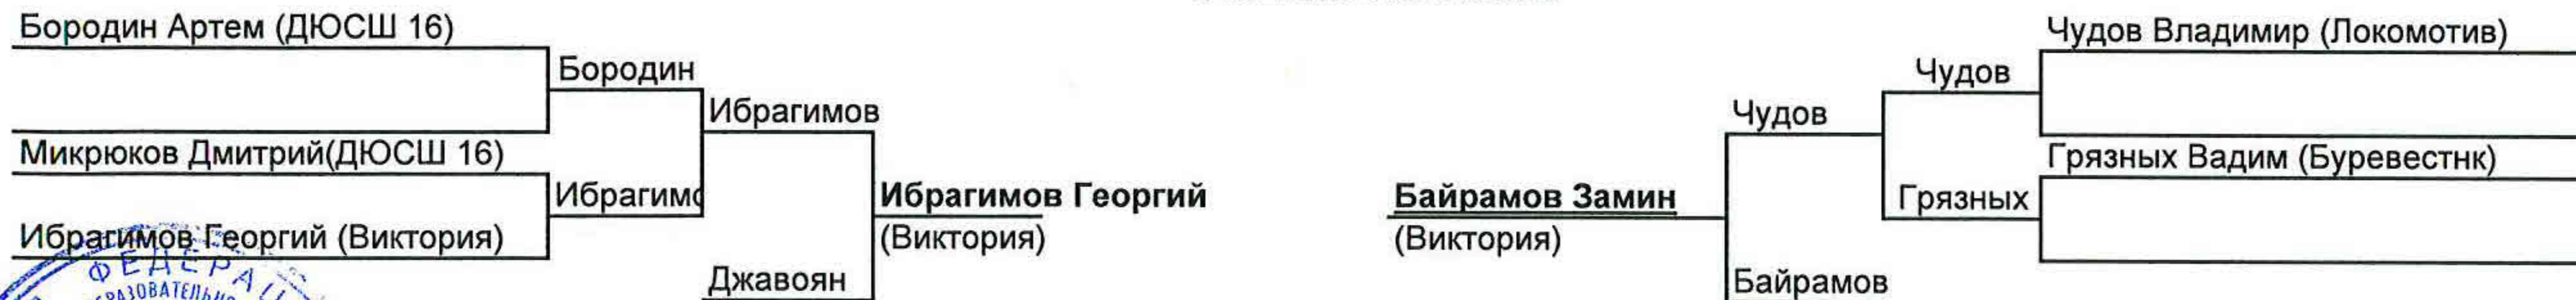 Бородин Артем (ДЮСШ 16)
Бородин
Микрюков Дмитрий(ДЮСШ 16)
Ибрагимо
Ибрагимов Георгий (Виктория)
Ибрагимов
Джавоян
Ибрагимов Георгий
(Виктория)
Байрамов Замин
(Виктория)
Чудов
Байрамов
Чудов
Грязных
Чудов Владимир (Локомотив)
Грязных Вадим (Буревестнк)